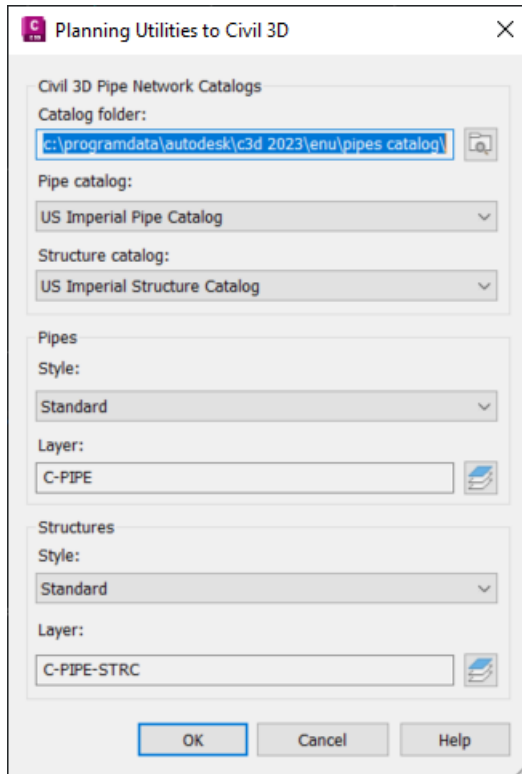 Planning Utilities to Civil 3D
Civil 3D Pipe Network Catalogs
Catalog folder:
c:\programdata\autodesk\c3d 2023\enu\pipes catalog\
Pipe catalog:
US Imperial Pipe Catalog
Structure catalog:
US Imperial Structure Catalog
Pipes
Style:
Standard
Layer:
C-PIPE
Structures
Style:
Standard
Layer:
C-PIPE-STRC
OK Cancel Help